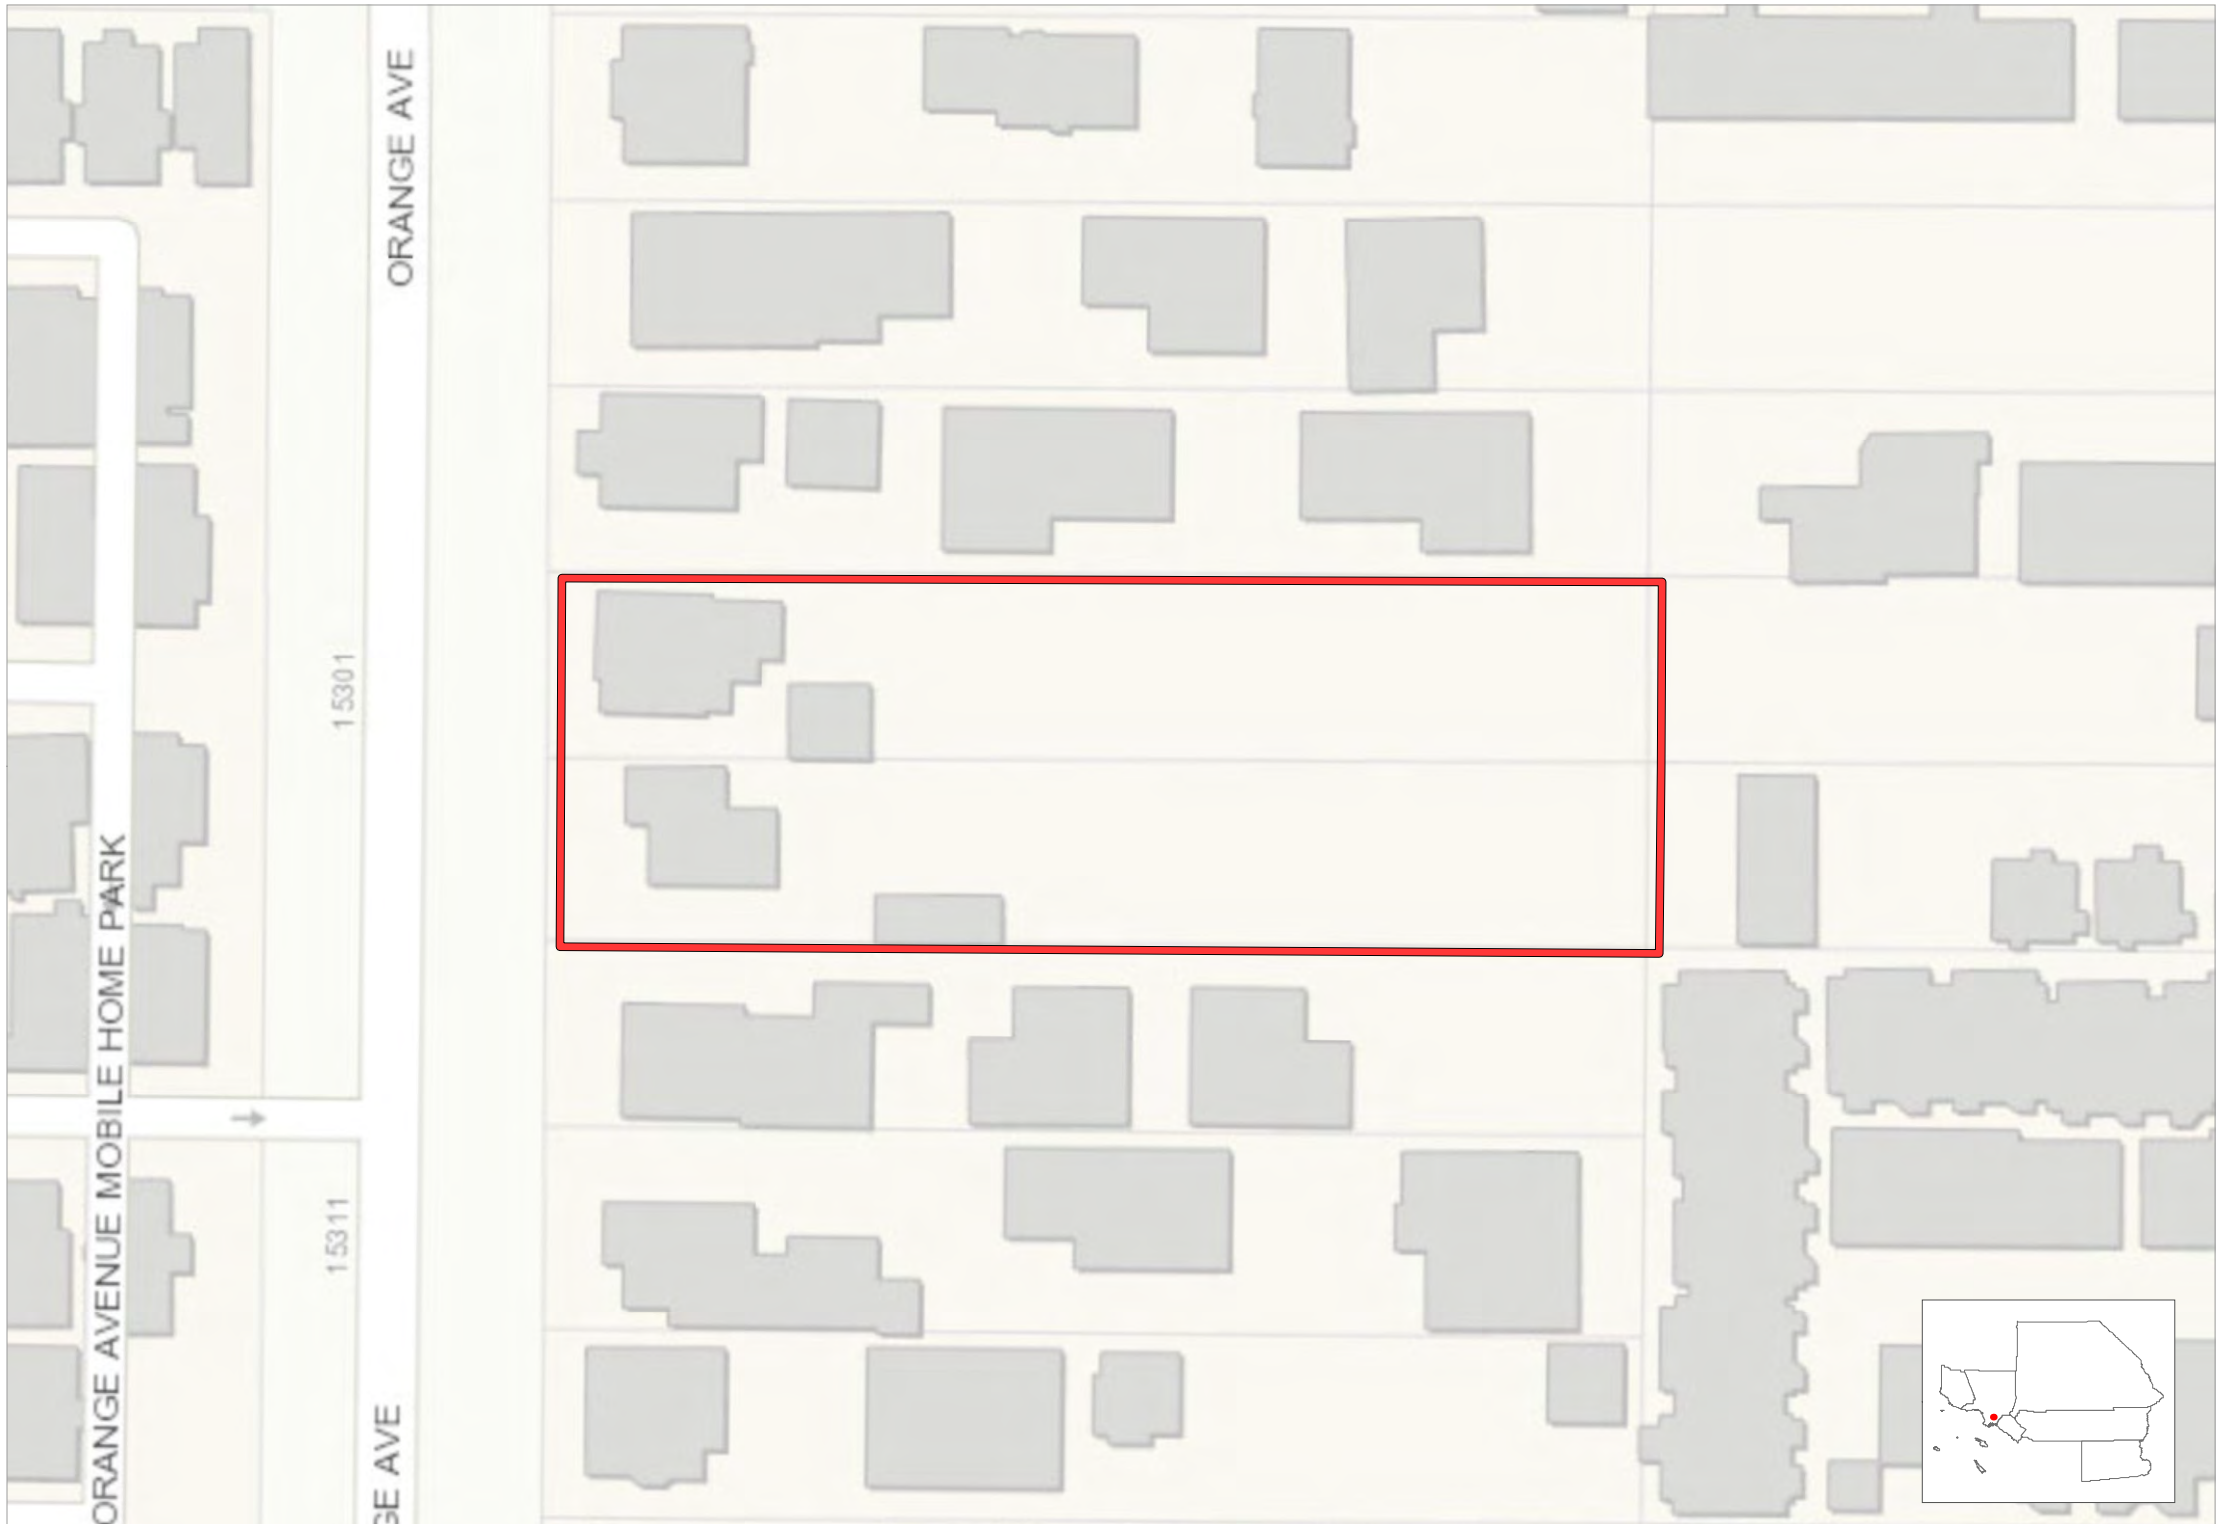 ORANGE AVE
15301
ORANGE AVENUE MOBILE HOME PARK
15311
GE AVE